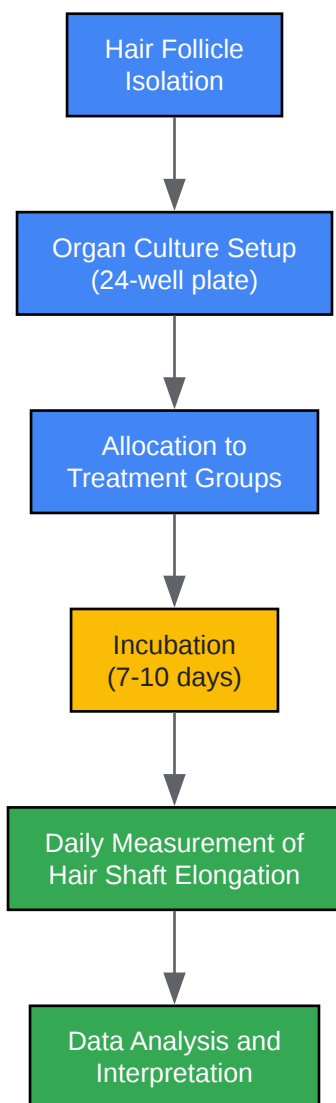 Hair Follicle
Isolation
Organ Culture Setup
(24-well plate)
Allocation to
Treatment Groups
Incubation
(7-10 days)
Daily Measurement of
Hair Shaft Elongation
Data Analysis and
Interpretation